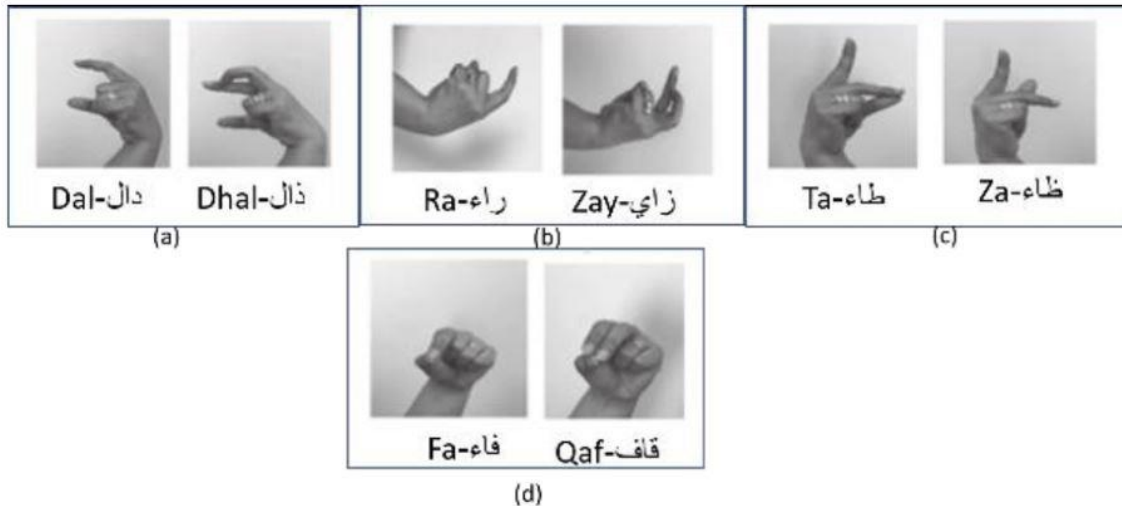 Dal-دال Dhal-ذال
(a)
Ra-راء Zay-زاي
(b)
Ta-طاء Za-ظاء
(c)
Fa-فاء Qaf-قاف
(d)